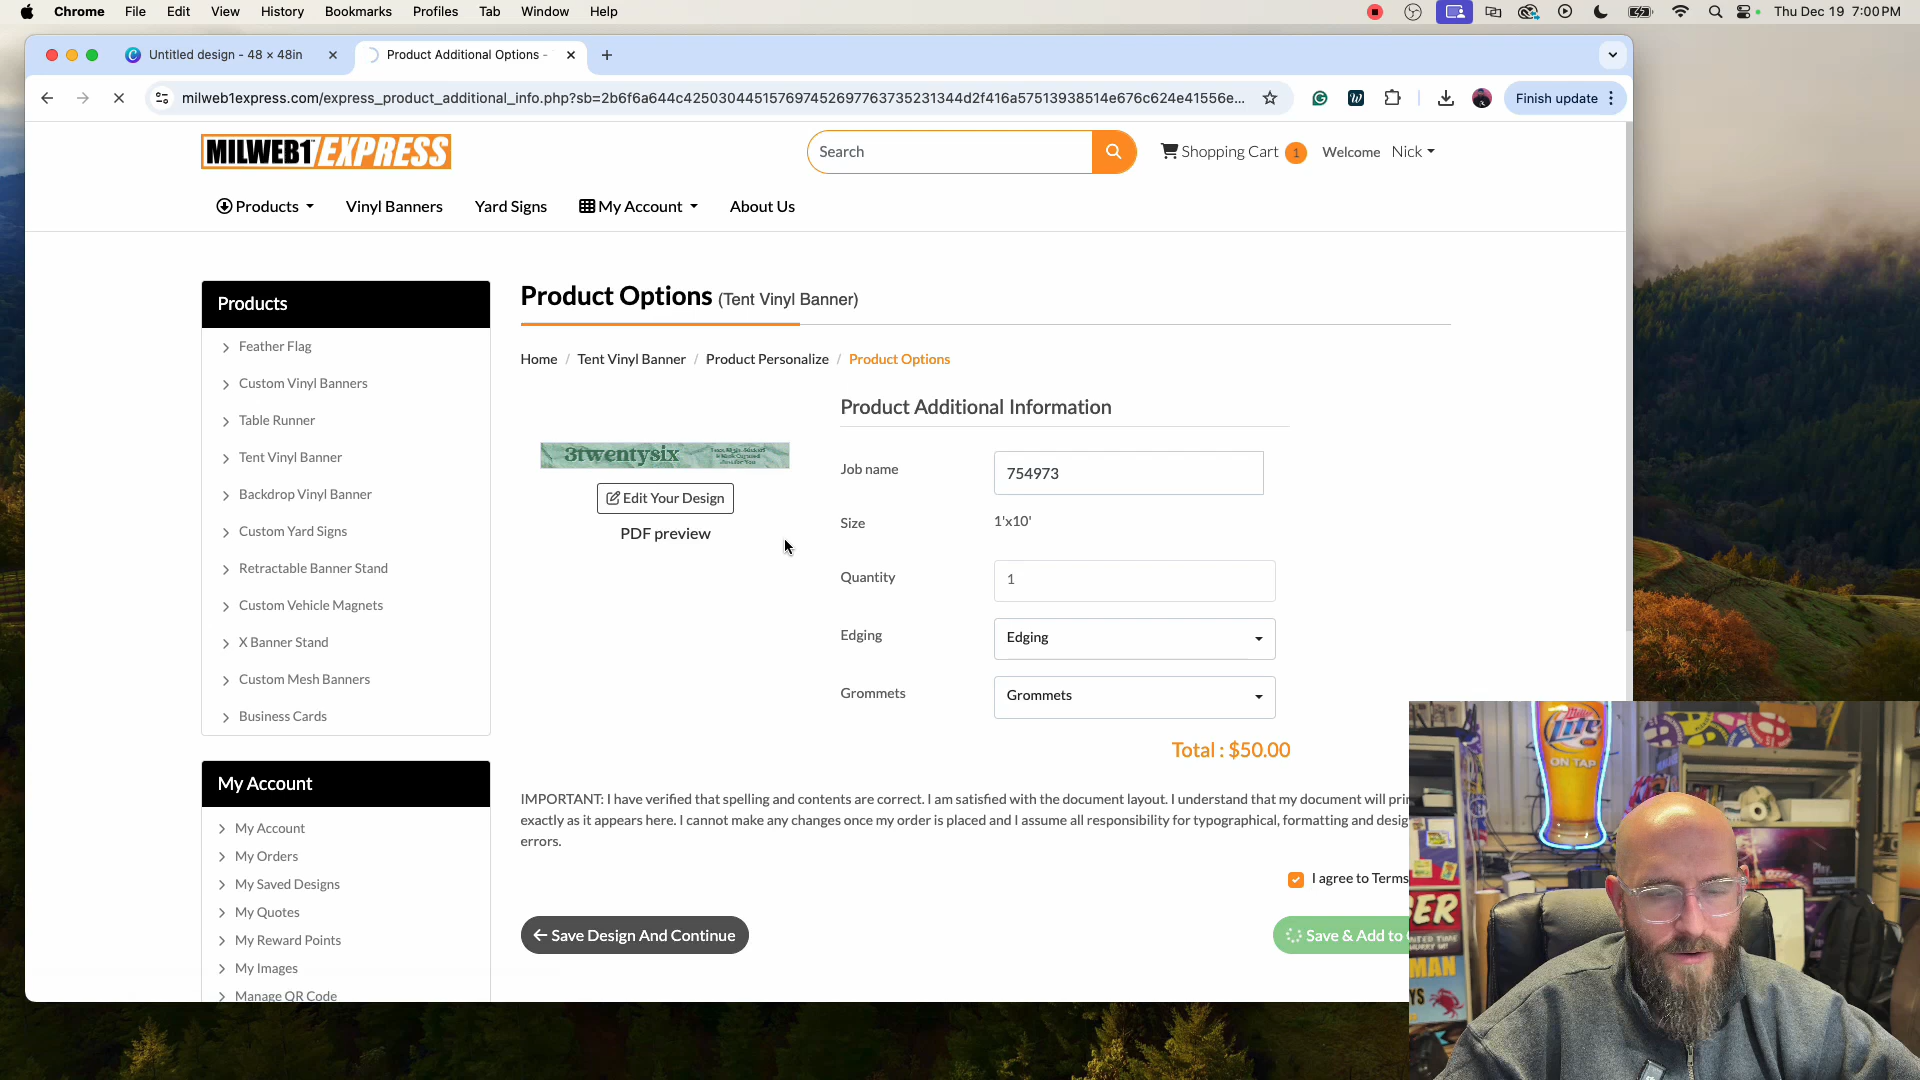 Chrome File Edit View History Bookmarks Profiles Tab Window Help
Thu Dec 19 7:00 PM
Untitled design - 48 × 48in
Product Additional Options -
milweb1express.com/express_product_additional_info.php?sb=2b6f6a644c4250304451576974526977637352313 44d2f416a57513938514e676c624e41556e...
Finish update
MILWEB1 EXPRESS
Search
Shopping Cart 1
Welcome Nick
Products
Vinyl Banners
Yard Signs
My Account
About Us
Products
Feather Flag
Custom Vinyl Banners
Table Runner
Tent Vinyl Banner
Backdrop Vinyl Banner
Custom Yard Signs
Retractable Banner Stand
Custom Vehicle Magnets
X Banner Stand
Custom Mesh Banners
Business Cards
My Account
My Account
My Orders
My Saved Designs
My Quotes
My Reward Points
My Images
Manage QR Code
Product Options (Tent Vinyl Banner)
Home / Tent Vinyl Banner / Product Personalize / Product Options
3twentysix
Edit Your Design
PDF preview
Product Additional Information
Job name 754973
Size 1'x10'
Quantity 1
Edging Edging
Grommets Grommets
Total : $50.00
IMPORTANT: I have verified that spelling and contents are correct. I am satisfied with the document layout. I understand that my document will pri
exactly as it appears here. I cannot make any changes once my order is placed and I assume all responsibility for typographical, formatting and desig
errors.
I agree to Terms
Save Design And Continue
Save & Add to
Miller
Lite
ON TAP